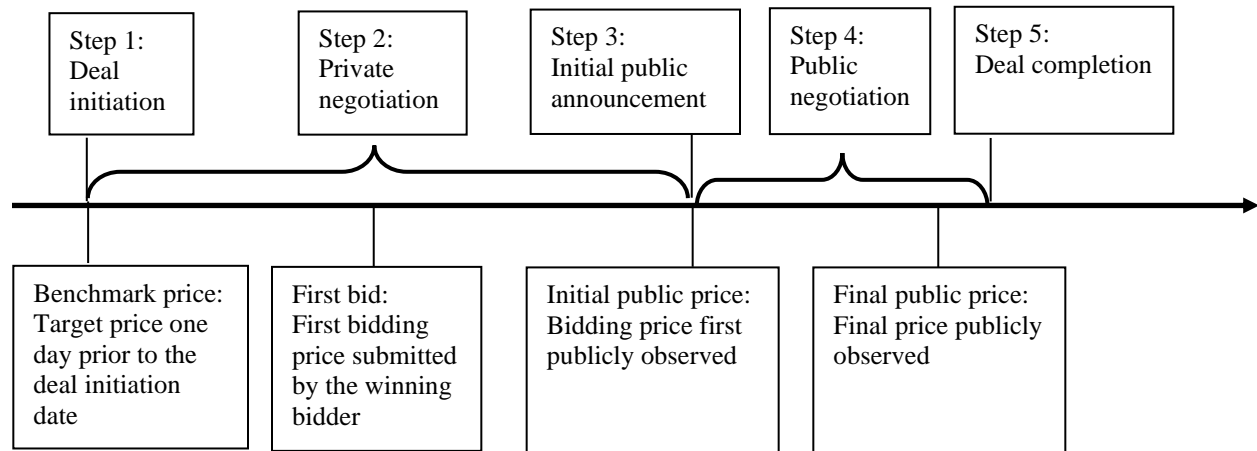 Step 1:
Deal
initiation
Step 2:
Private
negotiation
Step 3:
Initial public
announcement
Step 4:
Public
negotiation
Step 5:
Deal completion
Benchmark price:
Target price one
day prior to the
deal initiation
date
First bid:
First bidding
price submitted
by the winning
bidder
Initial public price:
Bidding price first
publicly observed
Final public price:
Final price publicly
observed